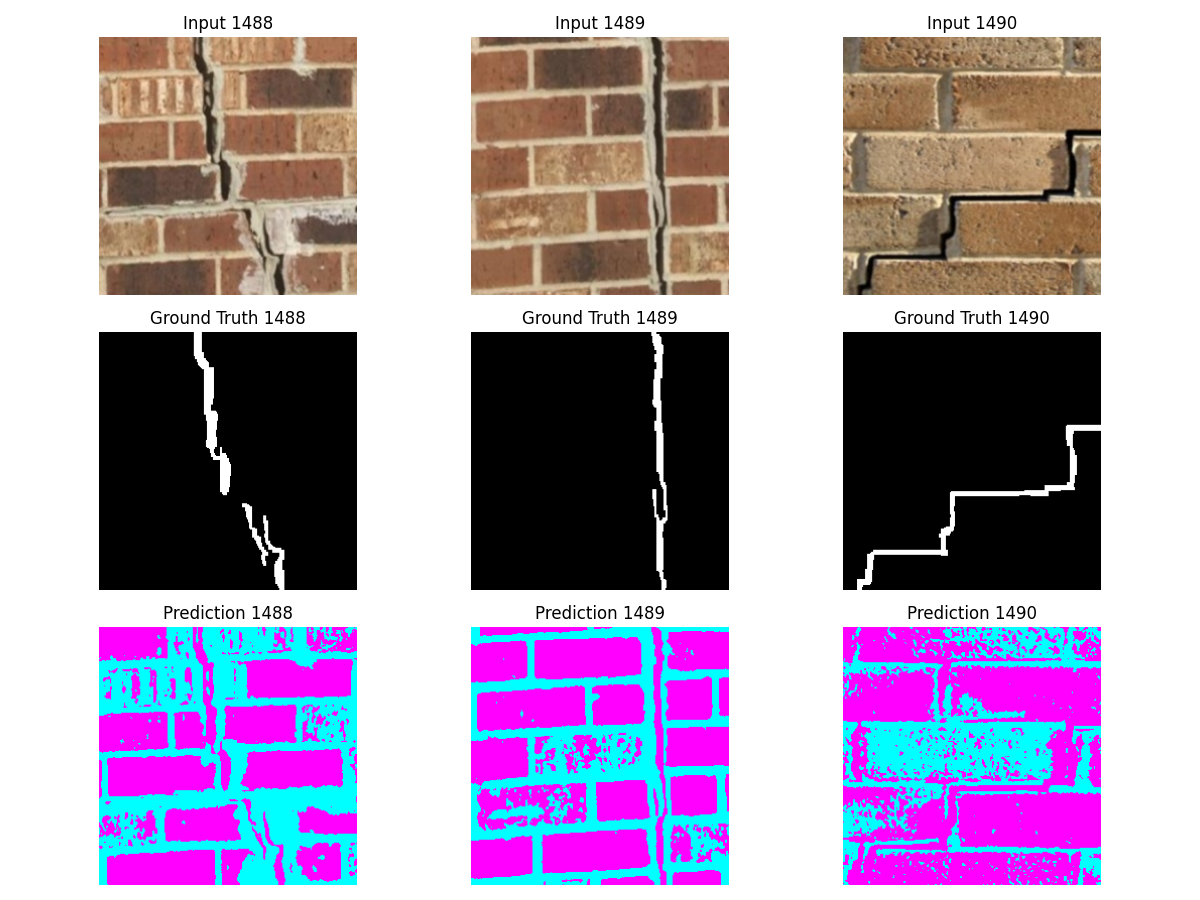 Input 1488
Input 1489
Input 1490
Ground Truth 1488
Ground Truth 1489
Ground Truth 1490
Prediction 1488
Prediction 1489
Prediction 1490